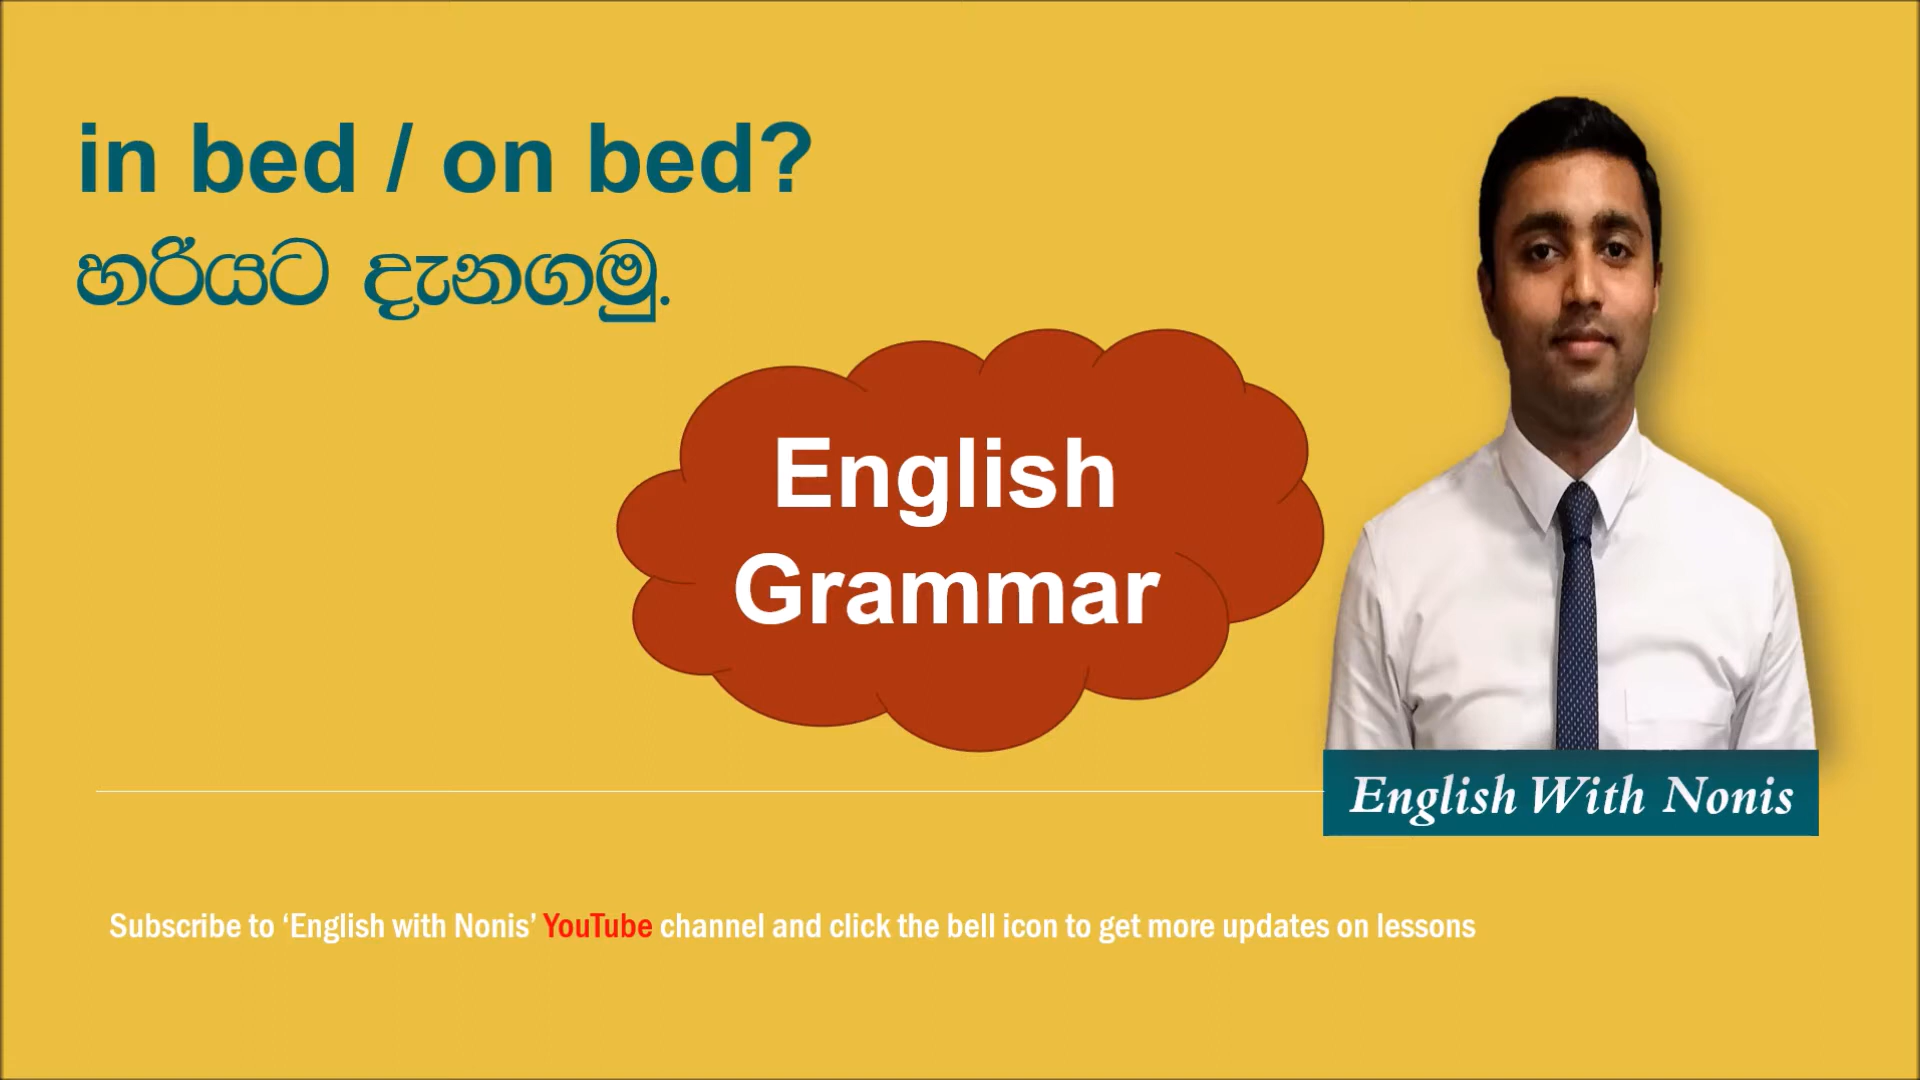 in bed / on bed?
හරියට දැනගමු.
English
Grammar
English With Nonis
Subscribe to ‘English with Nonis’ YouTube channel and click the bell icon to get more updates on lessons